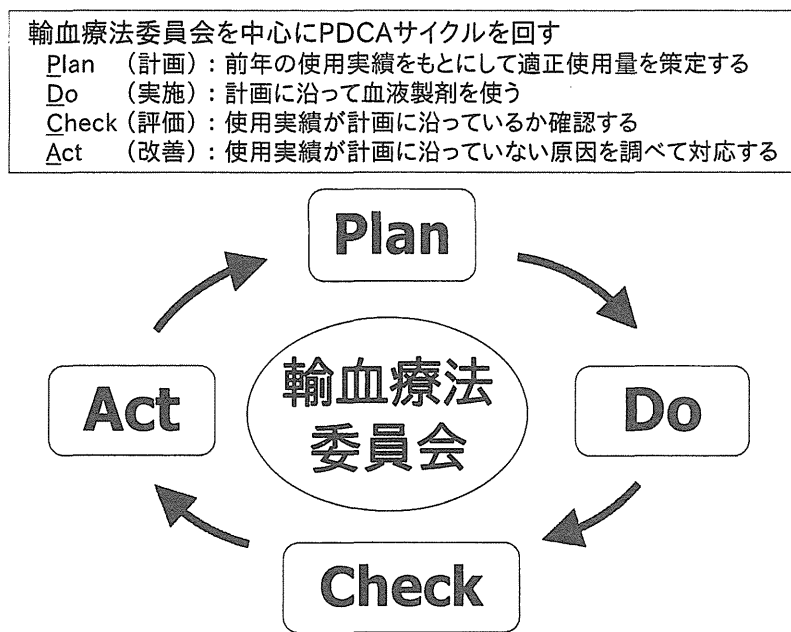 輸血療法委員会を中心にPDCAサイクルを回す
Plan (計画):前年の使用実績をもとにして適正使用量を策定する
Do (実施):計画に沿って血液製剤を使う
Check (評価):使用実績が計画に沿っているか確認する
Act (改善):使用実績が計画に沿っていない原因を調べて対応する
Plan
Act
輸血療法
委員会
Do
Check